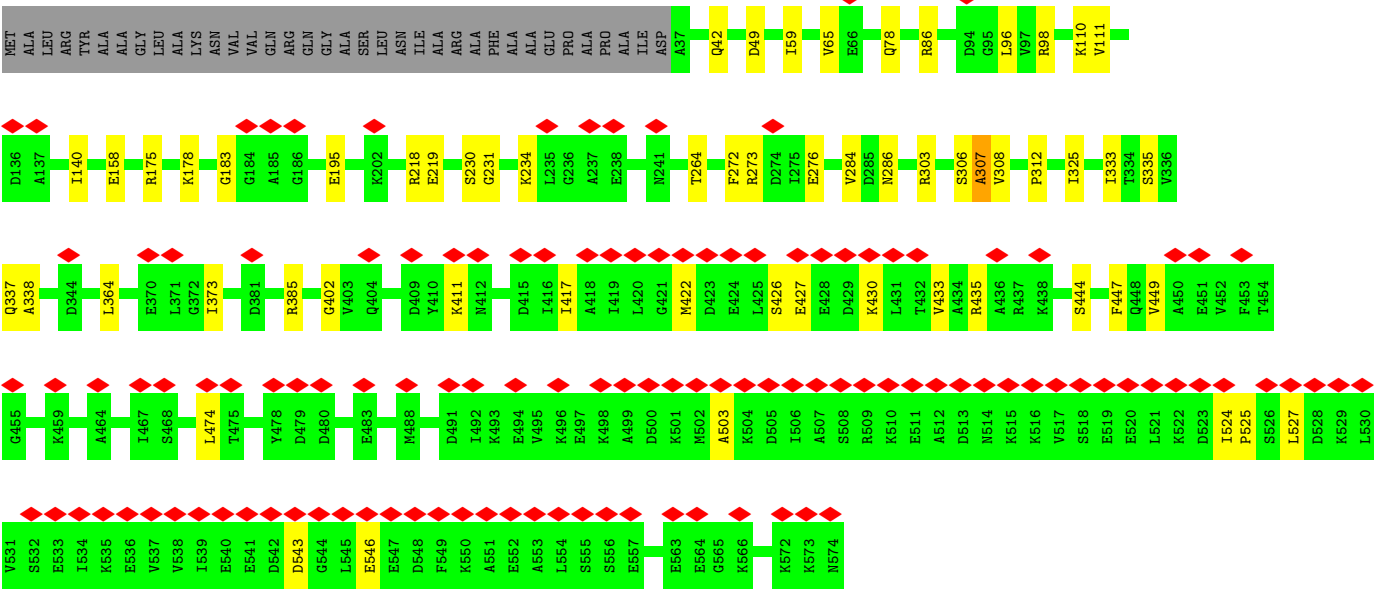 MET ALA LEU ARG TYR ALA ALA GLY LEU ALA LYS ASN VAL VAL GLN ARG GLN GLY ALA SER LEU ASN ILE ALA ARG ALA PHE ALA ALA GLU PRO ALA PRO ALA ILE ASP A37 Q42 D49 I59 V65 E66 Q78 R86 D94 G95 L96 V97 R98 K110 V111
D136 A137 I140 E158 R175 K178 G183 G184 A185 G186 E195 K202 R218 E219 S230 G231 K234 L235 G236 A237 E238 N241 T264 F272 R273 D274 I275 E276 V284 D285 N286 R303 S306 A307 V308 P312 I325 I333 T334 S335 V336
Q337 A338 D344 L364 E370 L371 G372 I373 D381 R385 G402 V403 Q404 D409 Y410 K411 N412 D415 I416 I417 A418 I419 L420 G421 M422 D423 E424 L425 S426 E427 E428 D429 K430 L431 T432 V433 A434 R435 A436 R437 K438 S444 F447 Q448 V449 A450 E451 V452 F453 T454
G455 K459 A464 I467 S468 L474 T475 Y478 D479 D480 E483 M488 D491 I492 K493 E494 V495 K496 E497 K498 A499 D500 K501 M502 A503 K504 D505 I506 A507 S508 R509 K510 E511 A512 D513 N514 K515 K516 V517 S518 E519 E520 L521 K522 D523 I524 P525 S526 L527 D528 K529 L530
V531 S532 E533 I534 K535 E536 V537 V538 I539 E540 E541 D542 D543 G544 L545 E546 E547 D548 F549 K550 A551 E552 A553 L554 S555 S556 E557 E563 E564 G565 K566 K572 K573 N574